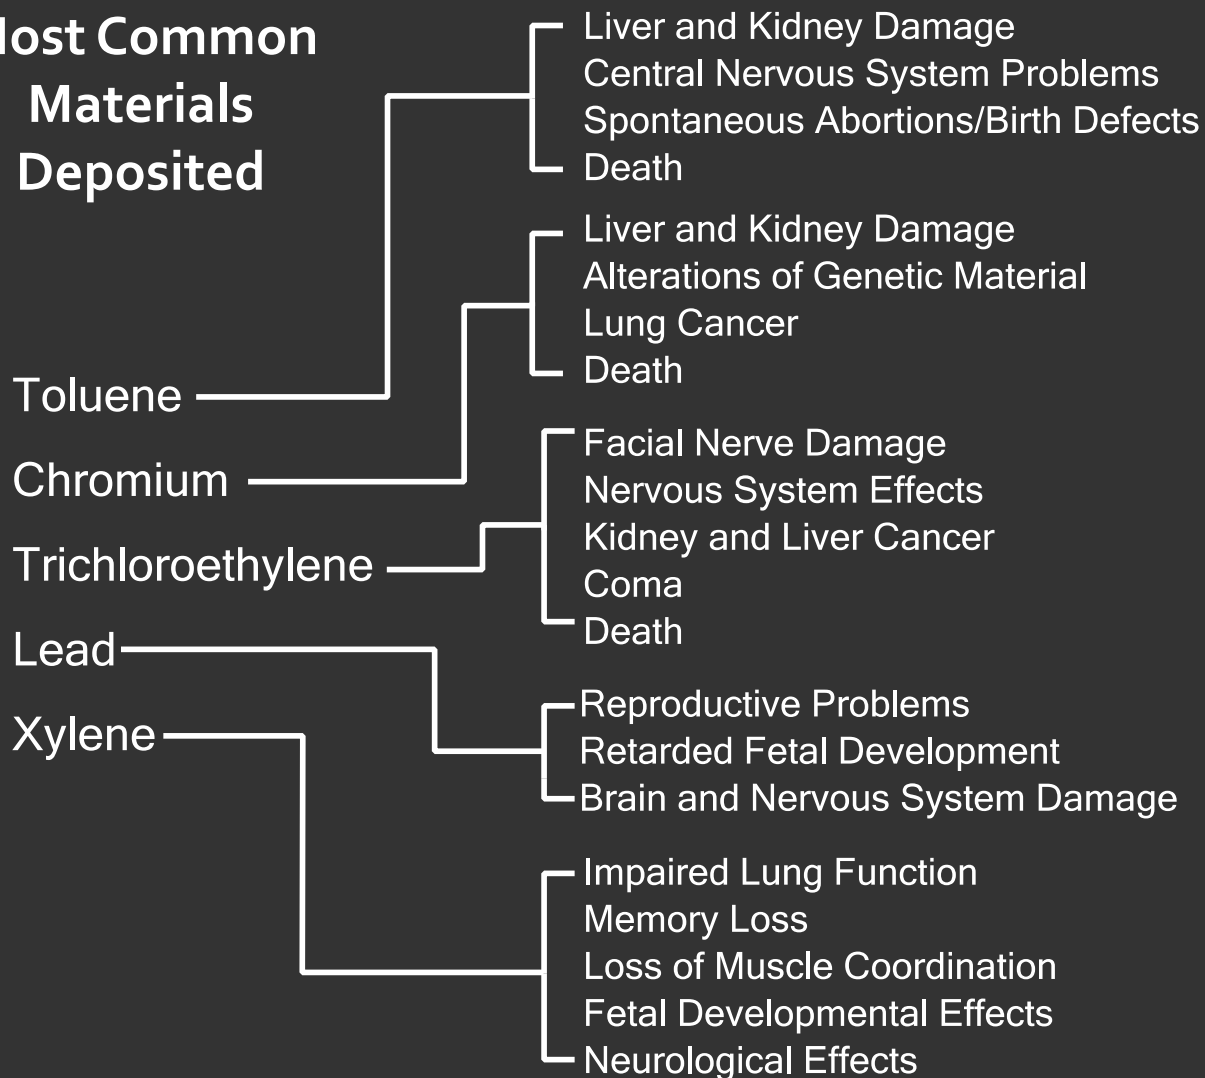 ost Common
Materials
Deposited
Toluene
Chromium
Trichloroethylene
Lead
Xylene
Liver and Kidney Damage
Central Nervous System Problems
Spontaneous Abortions/Birth Defects
Death
Liver and Kidney Damage
Alterations of Genetic Material
Lung Cancer
Death
Facial Nerve Damage
Nervous System Effects
Kidney and Liver Cancer
Coma
Death
Reproductive Problems
Retarded Fetal Development
Brain and Nervous System Damage
Impaired Lung Function
Memory Loss
Loss of Muscle Coordination
Fetal Developmental Effects
Neurological Effects